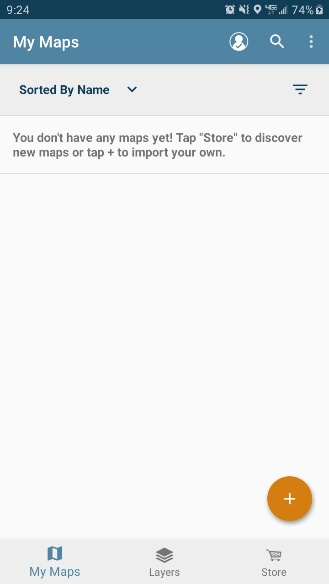 9:24
74%
My Maps
Sorted By Name
You don't have any maps yet! Tap "Store" to discover
new maps or tap + to import your own.
+
My Maps
Layers
Store